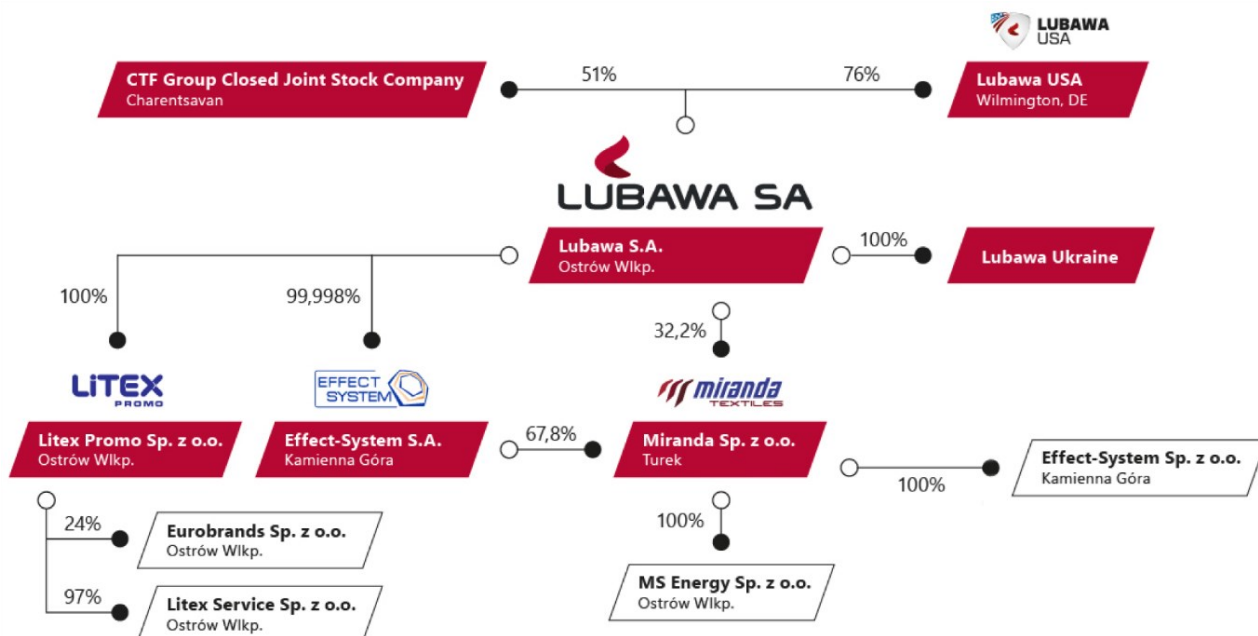 LUBAWA
USA
CTF Group Closed Joint Stock Company
Charentsavan
51%
76%
Lubawa USA
Wilmington, DE
LUBAWA SA
Lubawa S.A.
Ostrów Wlkp.
100%
Lubawa Ukraine
100%
99,998%
32,2%
LiTEX
PROMO
EFFECT
SYSTEM
miranda
TEXTILES
Litex Promo Sp. z o.o.
Ostrów Wlkp.
Effect-System S.A.
Kamienna Góra
67,8%
Miranda Sp. z o.o.
Turek
100%
Effect-System Sp. z o.o.
Kamienna Góra
24%
Eurobrands Sp. z o.o.
Ostrów Wlkp.
100%
97%
Litex Service Sp. z o.o.
Ostrów Wlkp.
MS Energy Sp. z o.o.
Ostrów Wlkp.